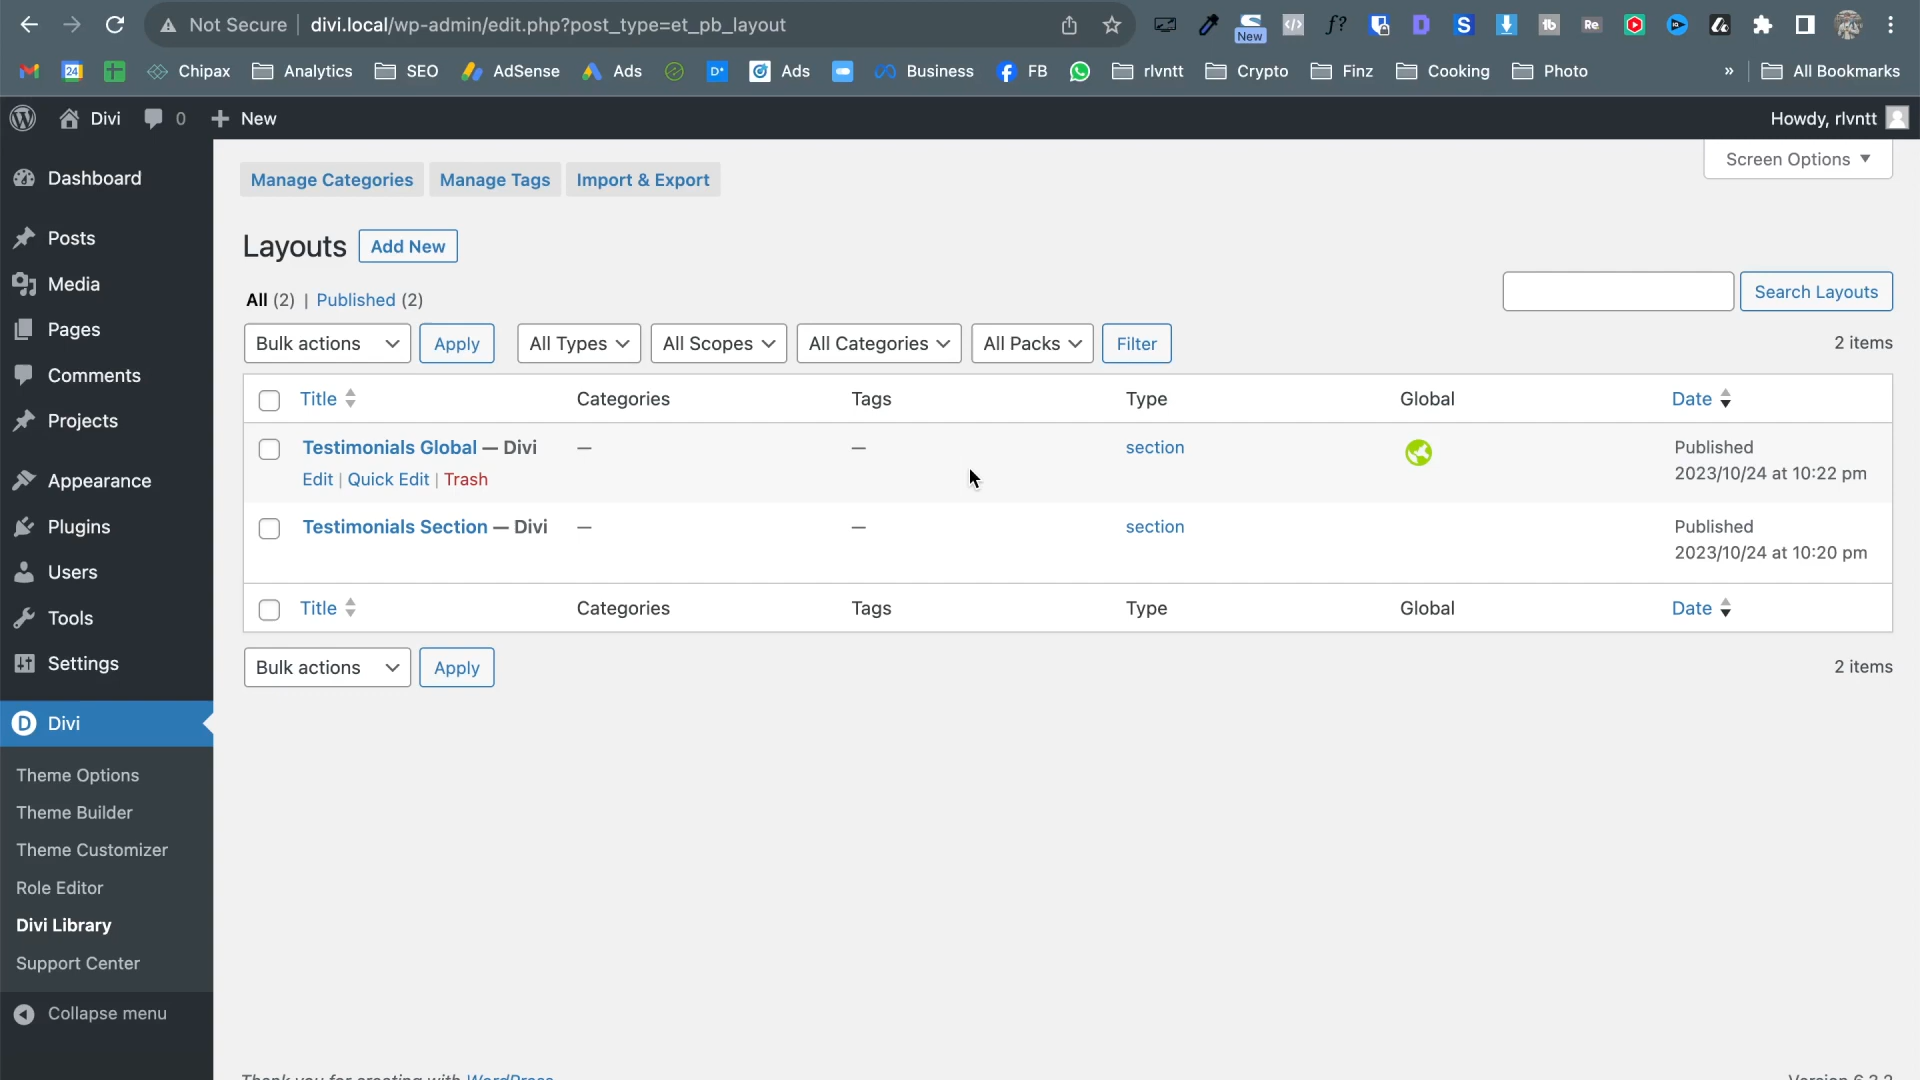 Not Secure divi.local/wp-admin/edit.php?post_type=et_pb_layout
New
24 Chipax Analytics SEO AdSense Ads D* Ads Business FB rlvntt Crypto Finz Cooking Photo » All Bookmarks
Divi 0 + New Howdy, rlvntt
Screen Options ▼
Manage Categories Manage Tags Import & Export
Layouts Add New
All (2) | Published (2)
Search Layouts
Bulk actions Apply All Types All Scopes All Categories All Packs Filter 2 items
Title Categories Tags Type Global Date
Testimonials Global — Divi — — section Published
Edit | Quick Edit | Trash 2023/10/24 at 10:22 pm
Testimonials Section — Divi — — section Published
2023/10/24 at 10:20 pm
Title Categories Tags Type Global Date
Bulk actions Apply 2 items
Dashboard
Posts
Media
Pages
Comments
Projects
Appearance
Plugins
Users
Tools
Settings
Divi
Theme Options
Theme Builder
Theme Customizer
Role Editor
Divi Library
Support Center
Collapse menu
Thank you for creating with WordPress